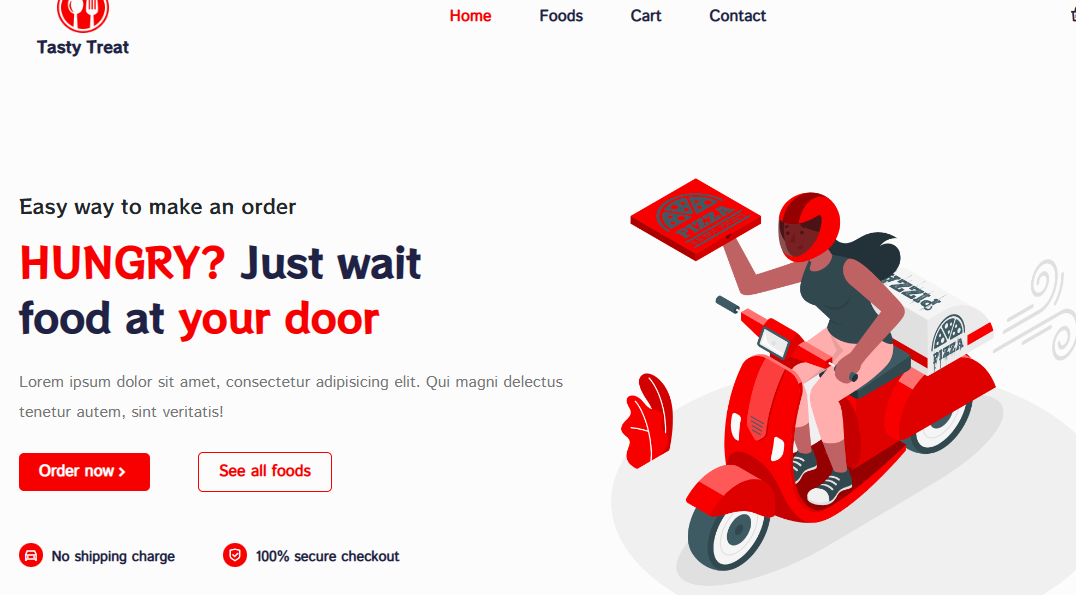 Home Foods Cart Contact
Tasty Treat
Easy way to make an order
HUNGRY? Just wait
food at your door
Lorem ipsum dolor sit amet, consectetur adipisicing elit. Qui magni delectus
tenetur autem, sint veritatis!
Order now >
See all foods
No shipping charge
100% secure checkout
PIZZA
PIZZA
PIZZA